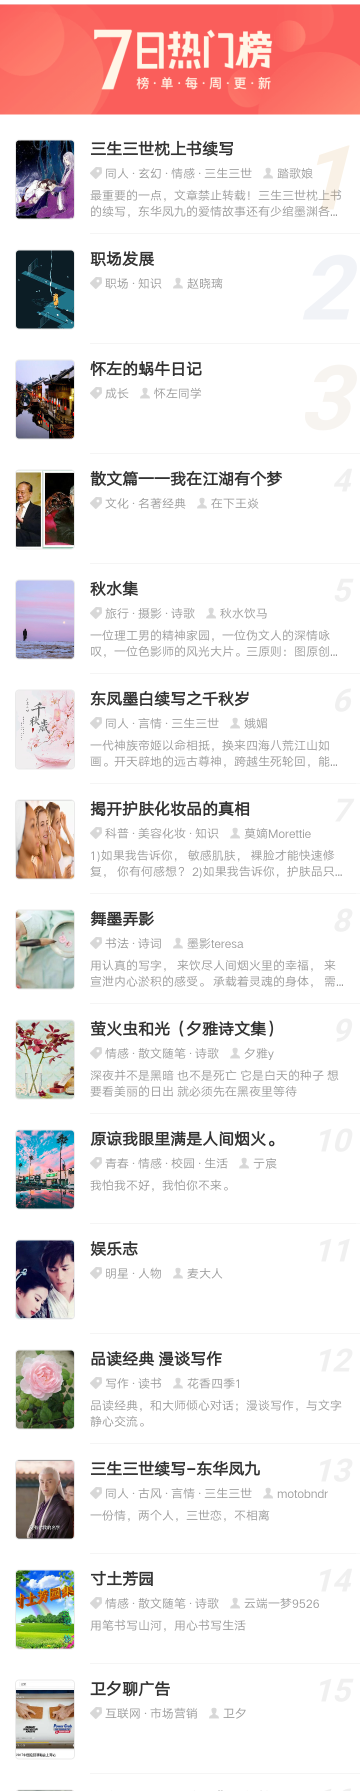 7日热门榜
榜·单·每·周·更·新
三生三世枕上书续写
1
同人·玄幻·情感·三生三世 踏歌娘
最重要的一点，文章禁止转载！三生三世枕上书
的续写，东华凤九的爱情故事还有少绾墨渊各...
职场发展
2
职场·知识 赵晓璃
怀左的蜗牛日记
3
成长 怀左同学
散文篇一一我在江湖有个梦
4
文化·名著经典 在下王焱
秋水集
5
旅行·摄影·诗歌 秋水饮马
一位理工男的精神家园，一位伪文人的深情咏
叹，一位色影师的风光大片。三原则：图原创...
东凤墨白续写之千秋岁
6
同人·言情·三生三世 娥媚
一代神族帝姬以命相抵，换来四海八荒江山如
画。开天辟地的远古尊神，跨越生死轮回，能...
千秋歲
揭开护肤化妆品的真相
7
科普·美容化妆·知识 莫嫡Morettie
1)如果我告诉你， 敏感肌肤， 裸脸才能快速修
复， 你有何感想？ 2)如果我告诉你，护肤品只...
舞墨弄影
8
书法·诗词 墨影teresa
用认真的写字， 来饮尽人间烟火里的幸福， 来
宣泄内心淤积的感受。 承载着灵魂的身体， 需...
萤火虫和光（夕雅诗文集）
9
情感·散文随笔·诗歌 夕雅y
深夜井不是黑暗 也不是死亡 它是白天的种子 想
要看美丽的日出 就必须先在黑夜里等待
原谅我眼里满是人间烟火。
10
青春·情感·校园·生活 亍宸
我怕我不好，我怕你不来。
娱乐志
11
明星·人物 麦大人
品读经典 漫谈写作
12
写作·读书 花香四季1
品读经典，和大师倾心对话；漫谈写作，与文字
静心交流。
三生三世续写-东华凤九
13
同人·古风·言情·三生三世 motobndr
一份情，两个人，三世恋，不相离
寸土芳园
14
情感·散文随笔·诗歌 云端一梦9526
用笔书写山河，用心书写生活
卫夕聊广告
15
互联网·市场营销 卫夕